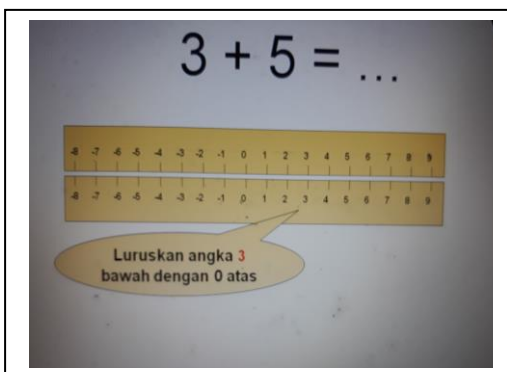 3 + 5 = ...
-8 -7 -6 -5 -4 -3 -2 -1 0 1 2 3 4 5 6 7 8 9
-8 -7 -6 -5 -4 -3 -2 -1 0 1 2 3 4 5 6 7 8 9
Luruskan angka 3
bawah dengan 0 atas